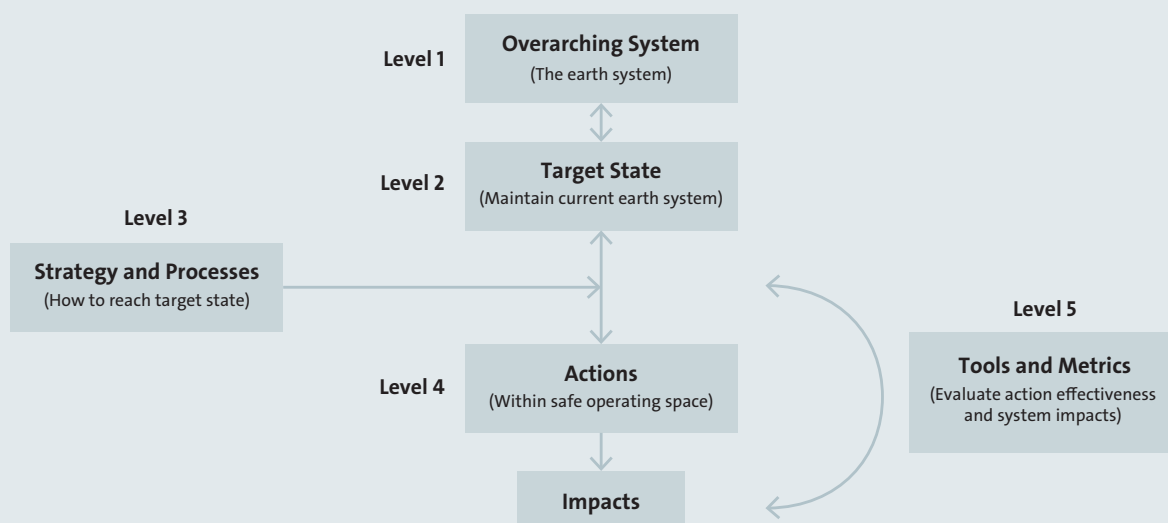 Level 1
Overarching System
(The earth system)
Level 2
Target State
(Maintain current earth system)
Level 3
Strategy and Processes
(How to reach target state)
Level 4
Actions
(Within safe operating space)
Level 5
Tools and Metrics
(Evaluate action effectiveness
and system impacts)
Impacts